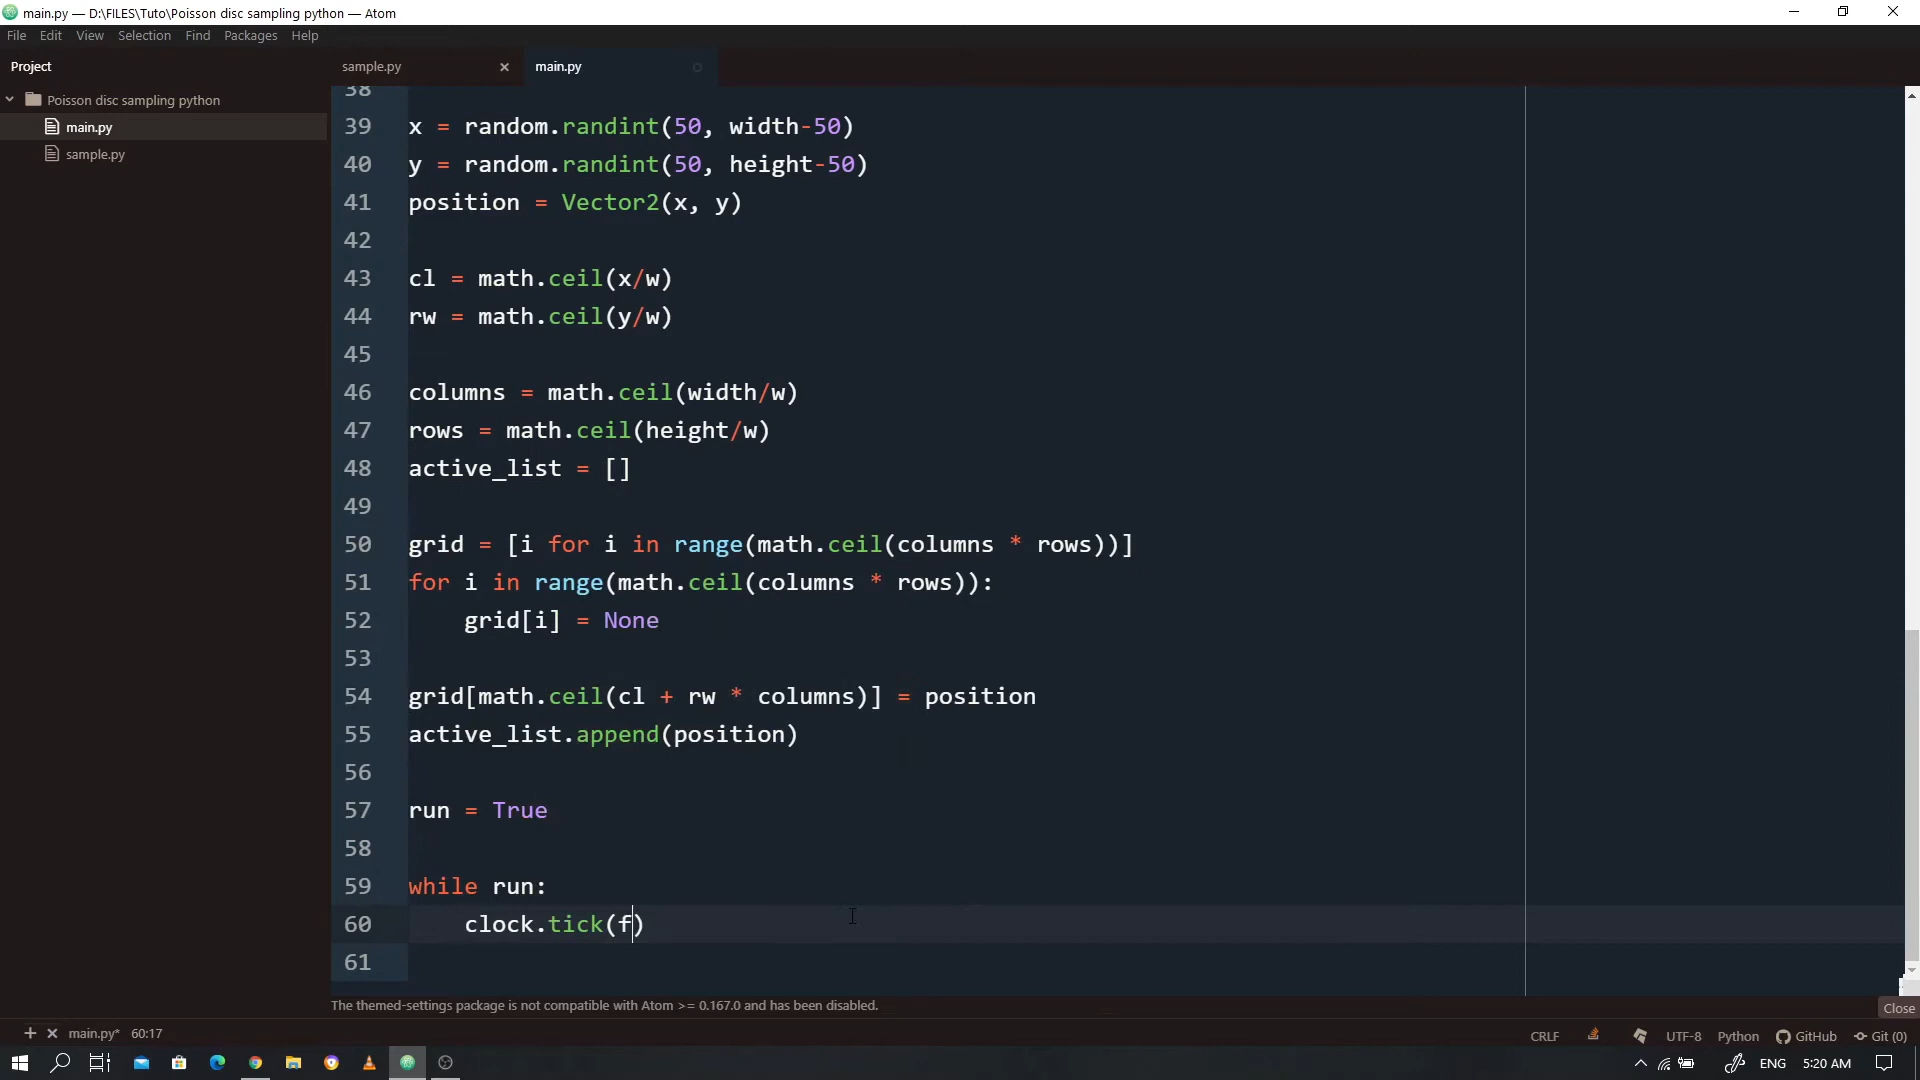 main.py — D:\FILES\Tuto\Poisson disc sampling python — Atom
File Edit View Selection Find Packages Help
Project
sample.py
main.py
Poisson disc sampling python
main.py
sample.py
38
39 x = random.randint(50, width-50)
40 y = random.randint(50, height-50)
41 position = Vector2(x, y)
42
43 cl = math.ceil(x/w)
44 rw = math.ceil(y/w)
45
46 columns = math.ceil(width/w)
47 rows = math.ceil(height/w)
48 active_list = []
49
50 grid = [i for i in range(math.ceil(columns * rows))]
51 for i in range(math.ceil(columns * rows)):
52 grid[i] = None
53
54 grid[math.ceil(cl + rw * columns)] = position
55 active_list.append(position)
56
57 run = True
58
59 while run:
60 clock.tick(f)
61
The themed-settings package is not compatible with Atom >= 0.167.0 and has been disabled.
Close
main.py* 60:17
CRLF UTF-8 Python GitHub Git (0)
ENG 5:20 AM